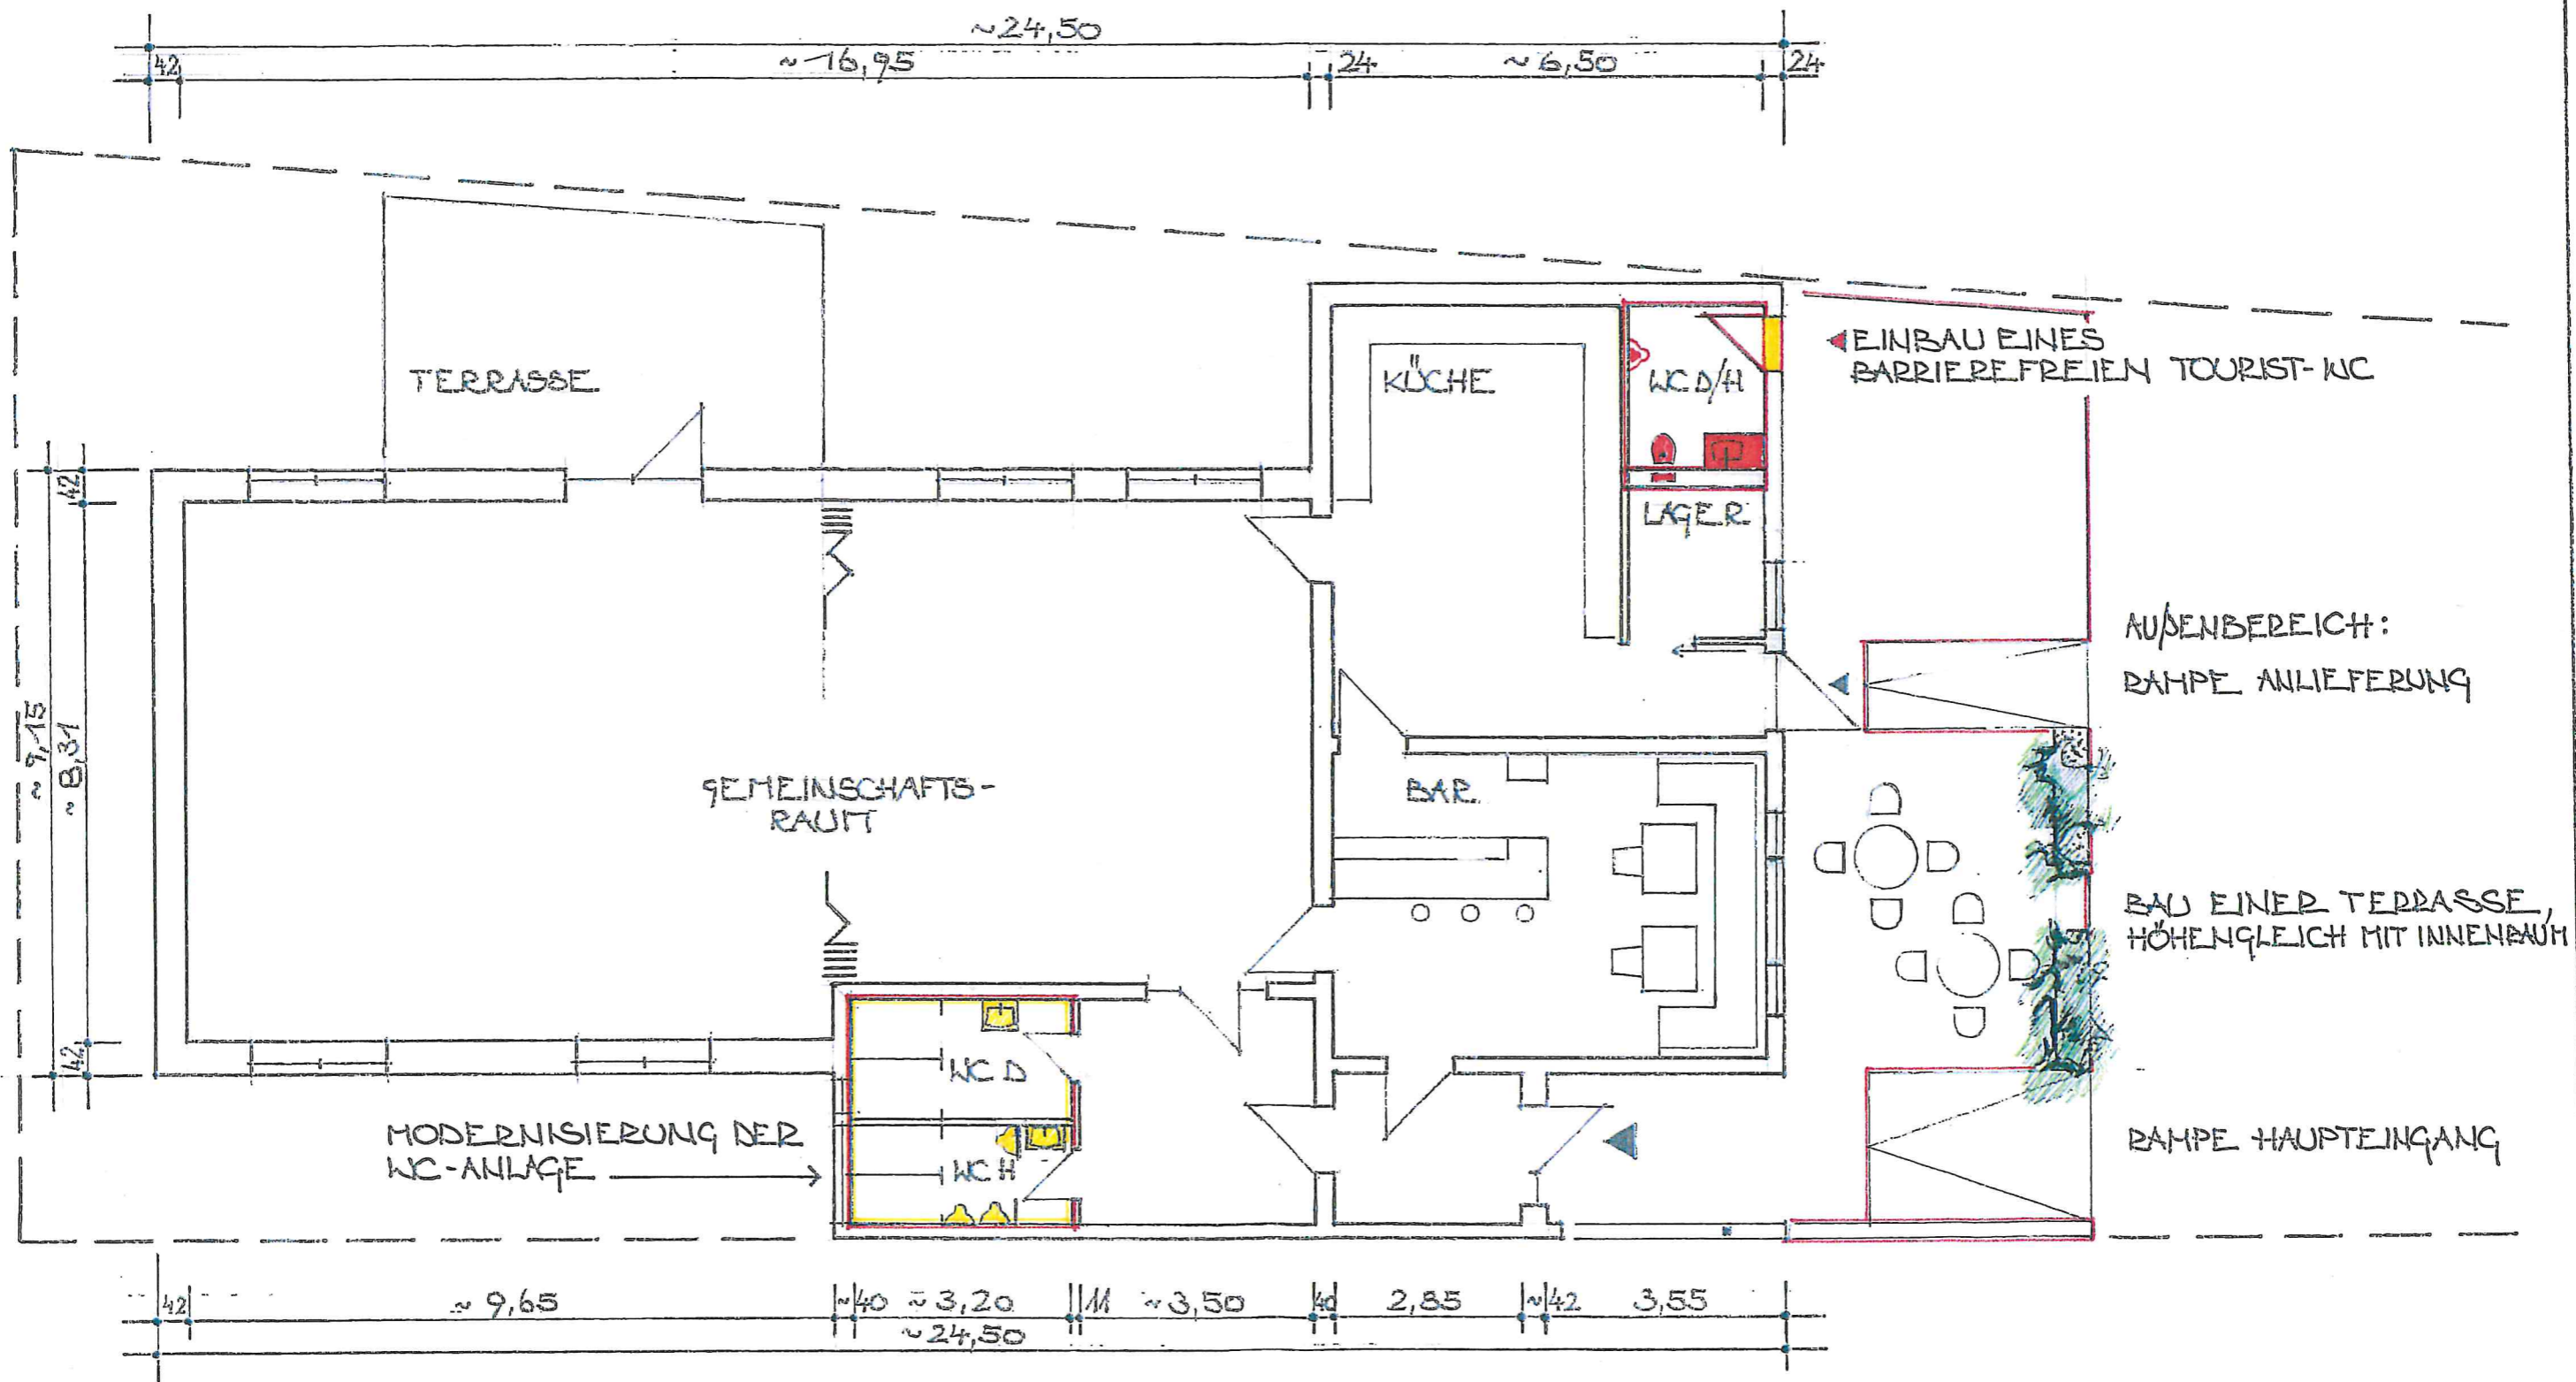 ~24,50
42 ~16,95 24 ~6,50 24
TERRASSE
KÜCHE
WC D/H
EINBAU EINES
BARRIEREFREIEN TOURIST-WC
42
LAGER
~9,15
~8,31
42
AUßENBEREICH:
RAMPE ANLIEFERUNG
GEMEINSCHAFTS-
RAUM
BAR
BAU EINER TERRASSE,
HÖHENGLEICH MIT INNENRAUM
WC D
MODERNISIERUNG DER
WC-ANLAGE
WC H
RAMPE HAUPTEINGANG
42 ~9,65 ~40 ~3,20 11 ~3,50 40 2,85 ~42 3,55
~24,50